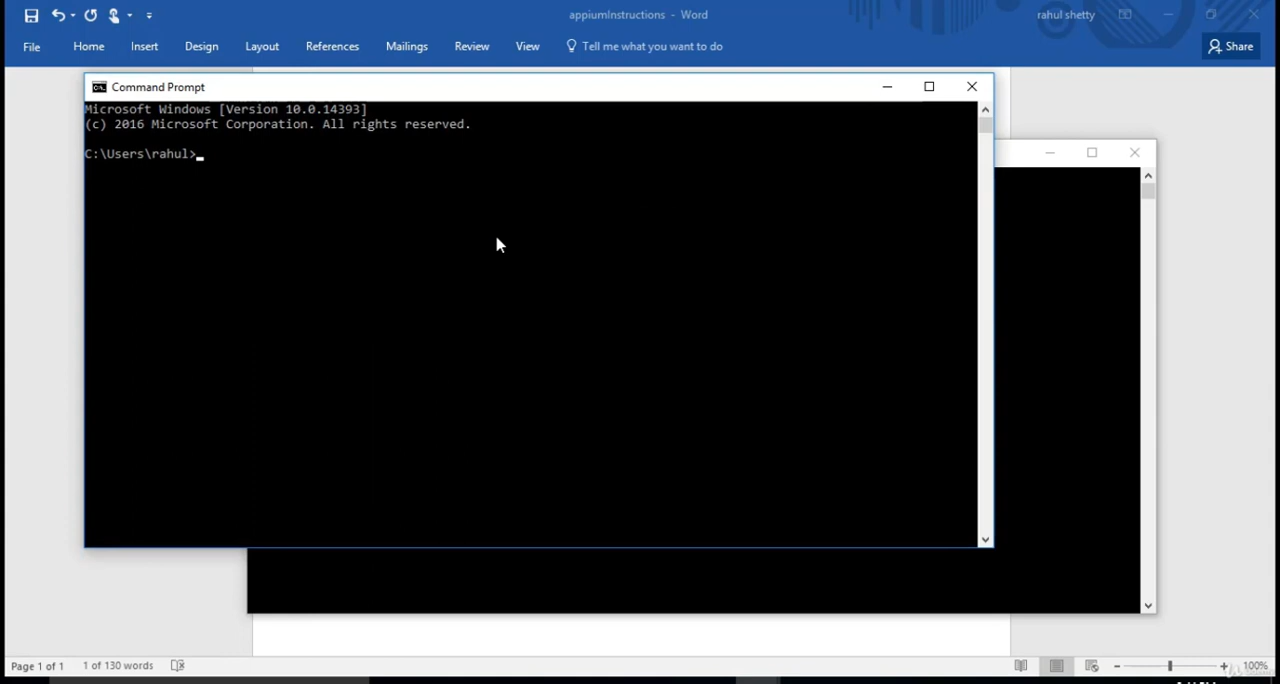 appiumInstructions - Word
rahul shetty
File Home Insert Design Layout References Mailings Review View Tell me what you want to do Share
Command Prompt
Microsoft Windows [Version 10.0.14393]
(c) 2016 Microsoft Corporation. All rights reserved.
C:\Users\rahul>
Page 1 of 1 1 of 130 words
100%